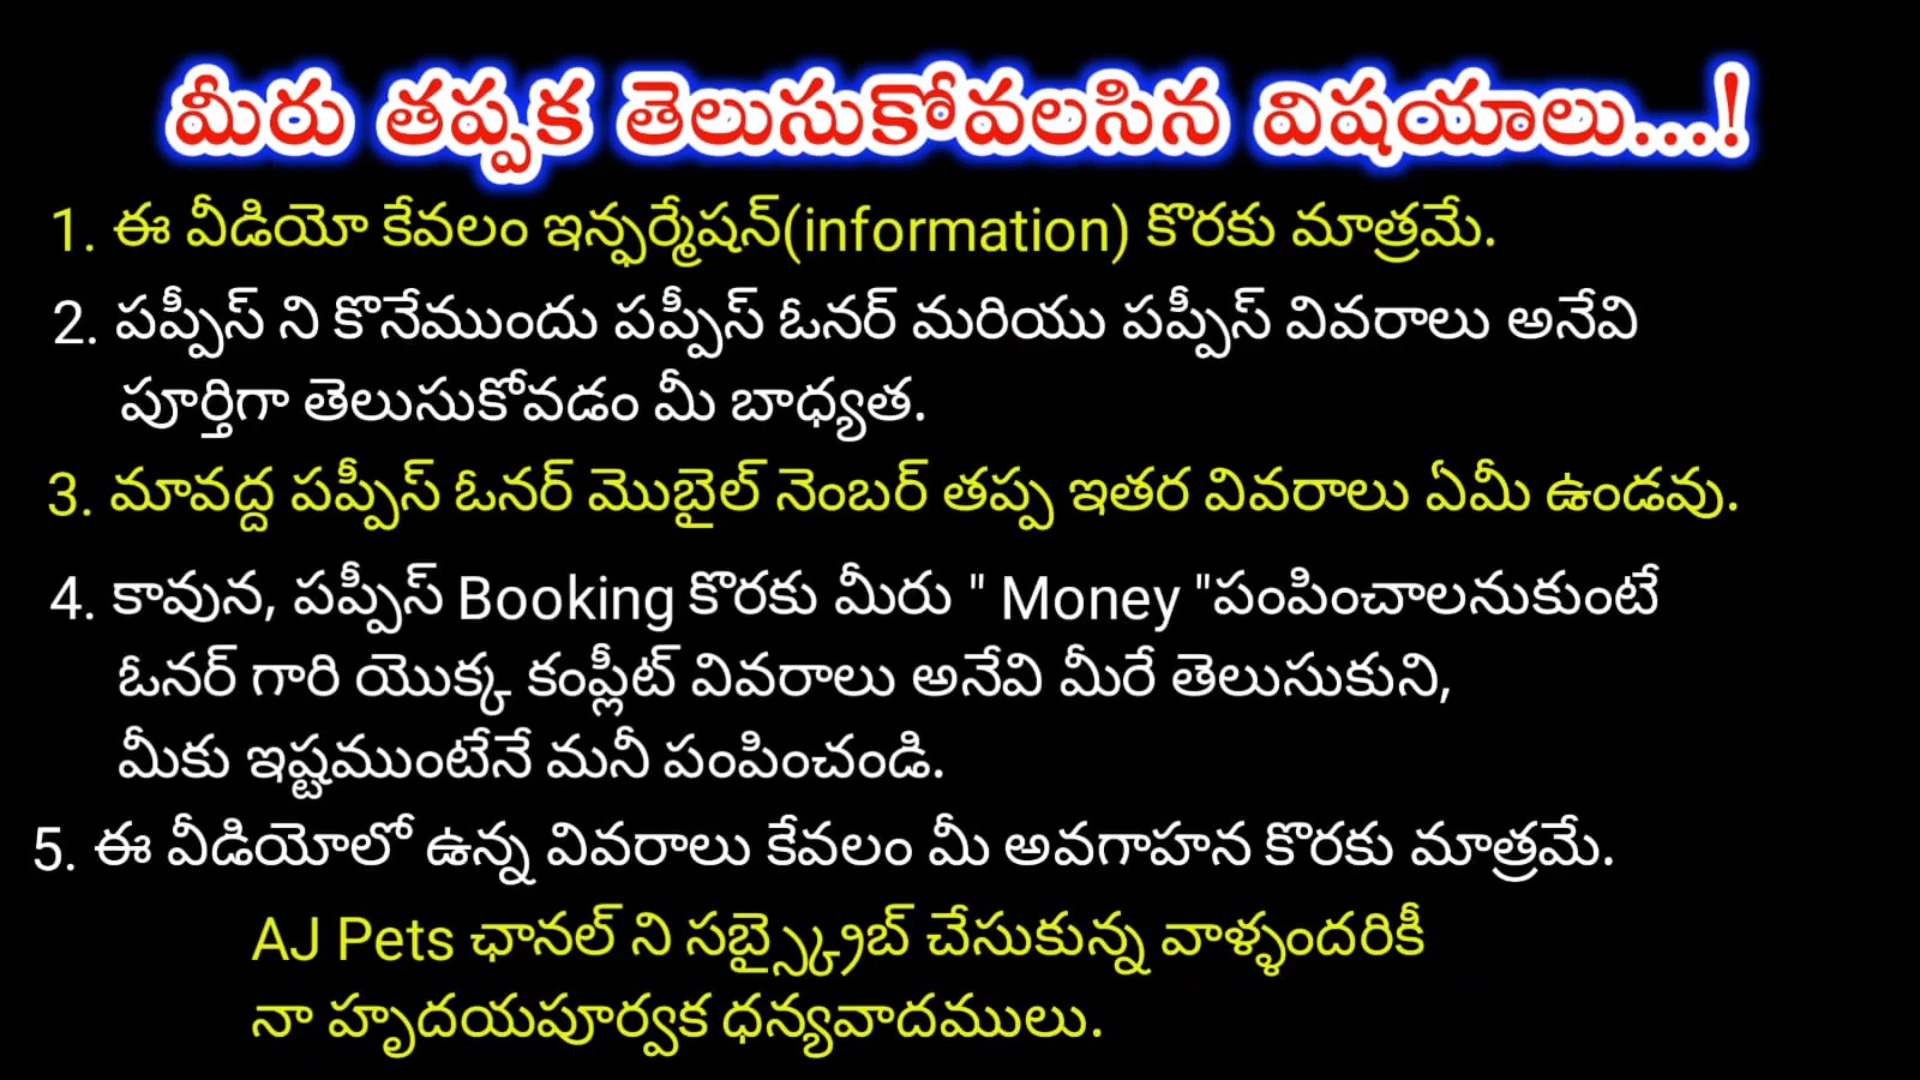 మీరు తప్పక తెలుసుకోవలసిన విషయాలు...!
1. ఈ వీడియో కేవలం ఇన్ఫర్మేషన్(information) కొరకు మాత్రమే.
2. పప్పీస్ ని కొనేముందు పప్పీస్ ఓనర్ మరియు పప్పీస్ వివరాలు అనేవి
పూర్తిగా తెలుసుకోవడం మీ బాధ్యత.
3. మావద్ద పప్పీస్ ఓనర్ మొబైల్ నెంబర్ తప్ప ఇతర వివరాలు ఏమీ ఉండవు.
4. కావున, పప్పీస్ Booking కొరకు మీరు " Money "పంపించాలనుకుంటే
ఓనర్ గారి యొక్క కంప్లీట్ వివరాలు అనేవి మీరే తెలుసుకుని,
మీకు ఇష్టముంటేనే మనీ పంపించండి.
5. ఈ వీడియోలో ఉన్న వివరాలు కేవలం మీ అవగాహన కొరకు మాత్రమే.
AJ Pets ఛానల్ ని సబ్స్క్రైబ్ చేసుకున్న వాళ్ళందరికీ
నా హృదయపూర్వక ధన్యవాదములు.